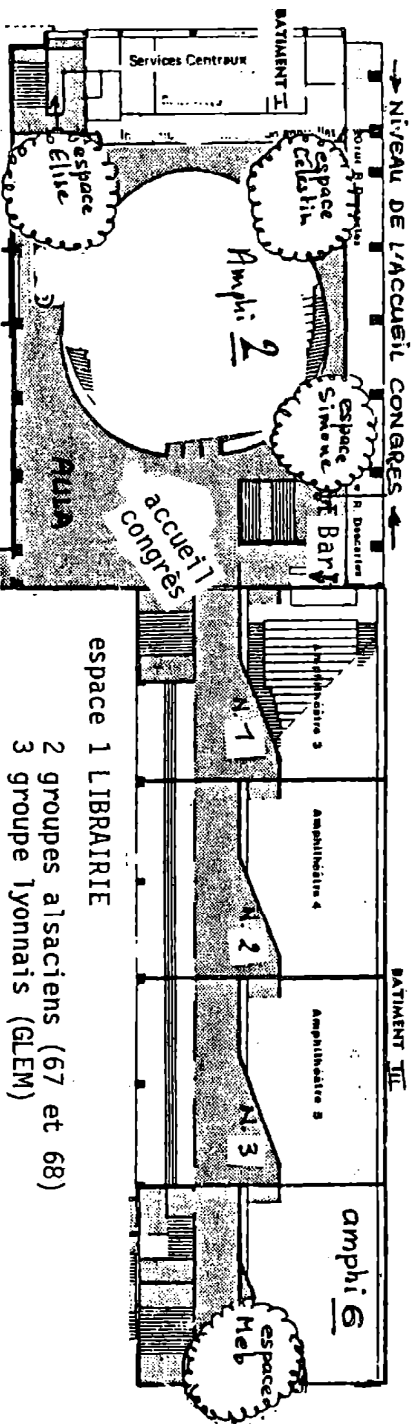 → NIVEAU DE L'ACCUEIL CONGRES ←
BATIMENT I
Services Centraux
espace
Elise
espace
Célestin
Amphi 2
espace
Simone
Bar
R. Descartes
AULA
accueil
congrès
BATIMENT III
Amphithéâtre 3
Amphithéâtre 4
Amphithéâtre 5
amphi 6
N.1
N.2
N.3
espace
Meb
espace 1 LIBRAIRIE
2 groupes alsaciens (67 et 68)
3 groupe lyonnais (GLEM)